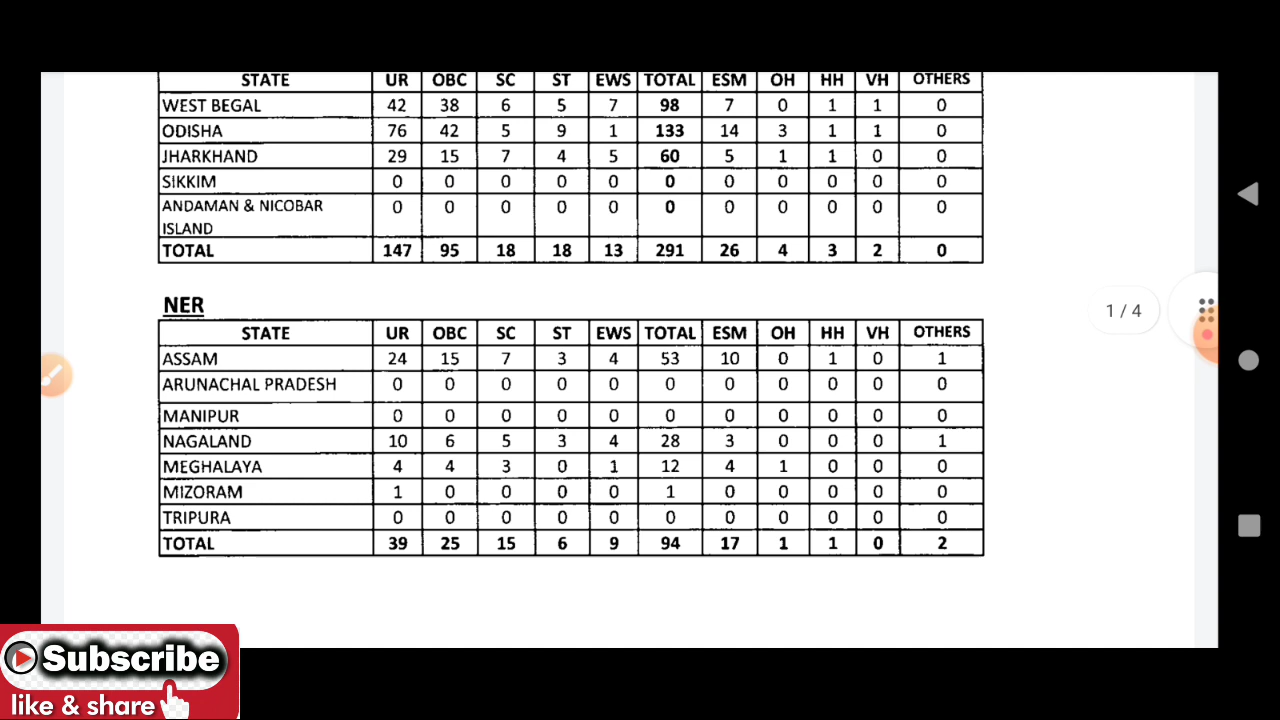 STATE UR OBC SC ST EWS TOTAL ESM OH HH VH OTHERS
WEST BEGAL 42 38 6 5 7 98 7 0 1 1 0
ODISHA 76 42 5 9 1 133 14 3 1 1 0
JHARKHAND 29 15 7 4 5 60 5 1 1 0 0
SIKKIM 0 0 0 0 0 0 0 0 0 0 0
ANDAMAN & NICOBAR 0 0 0 0 0 0 0 0 0 0 0
ISLAND
TOTAL 147 95 18 18 13 291 26 4 3 2 0
NER
STATE UR OBC SC ST EWS TOTAL ESM OH HH VH OTHERS
ASSAM 24 15 7 3 4 53 10 0 1 0 1
ARUNACHAL PRADESH 0 0 0 0 0 0 0 0 0 0 0
MANIPUR 0 0 0 0 0 0 0 0 0 0 0
NAGALAND 10 6 5 3 4 28 3 0 0 0 1
MEGHALAYA 4 4 3 0 1 12 4 1 0 0 0
MIZORAM 1 0 0 0 0 1 0 0 0 0 0
TRIPURA 0 0 0 0 0 0 0 0 0 0 0
TOTAL 39 25 15 6 9 94 17 1 1 0 2
1 / 4
Subscribe
like & share